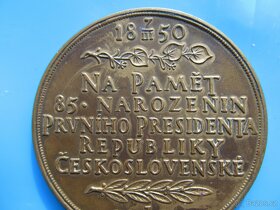 18 7/III 50
NA PAMĚT
85. NAROZENIN
PRVNÍHO PRESIDENTA
REPUBLIKY
ČESKOSLOVENSKÉ